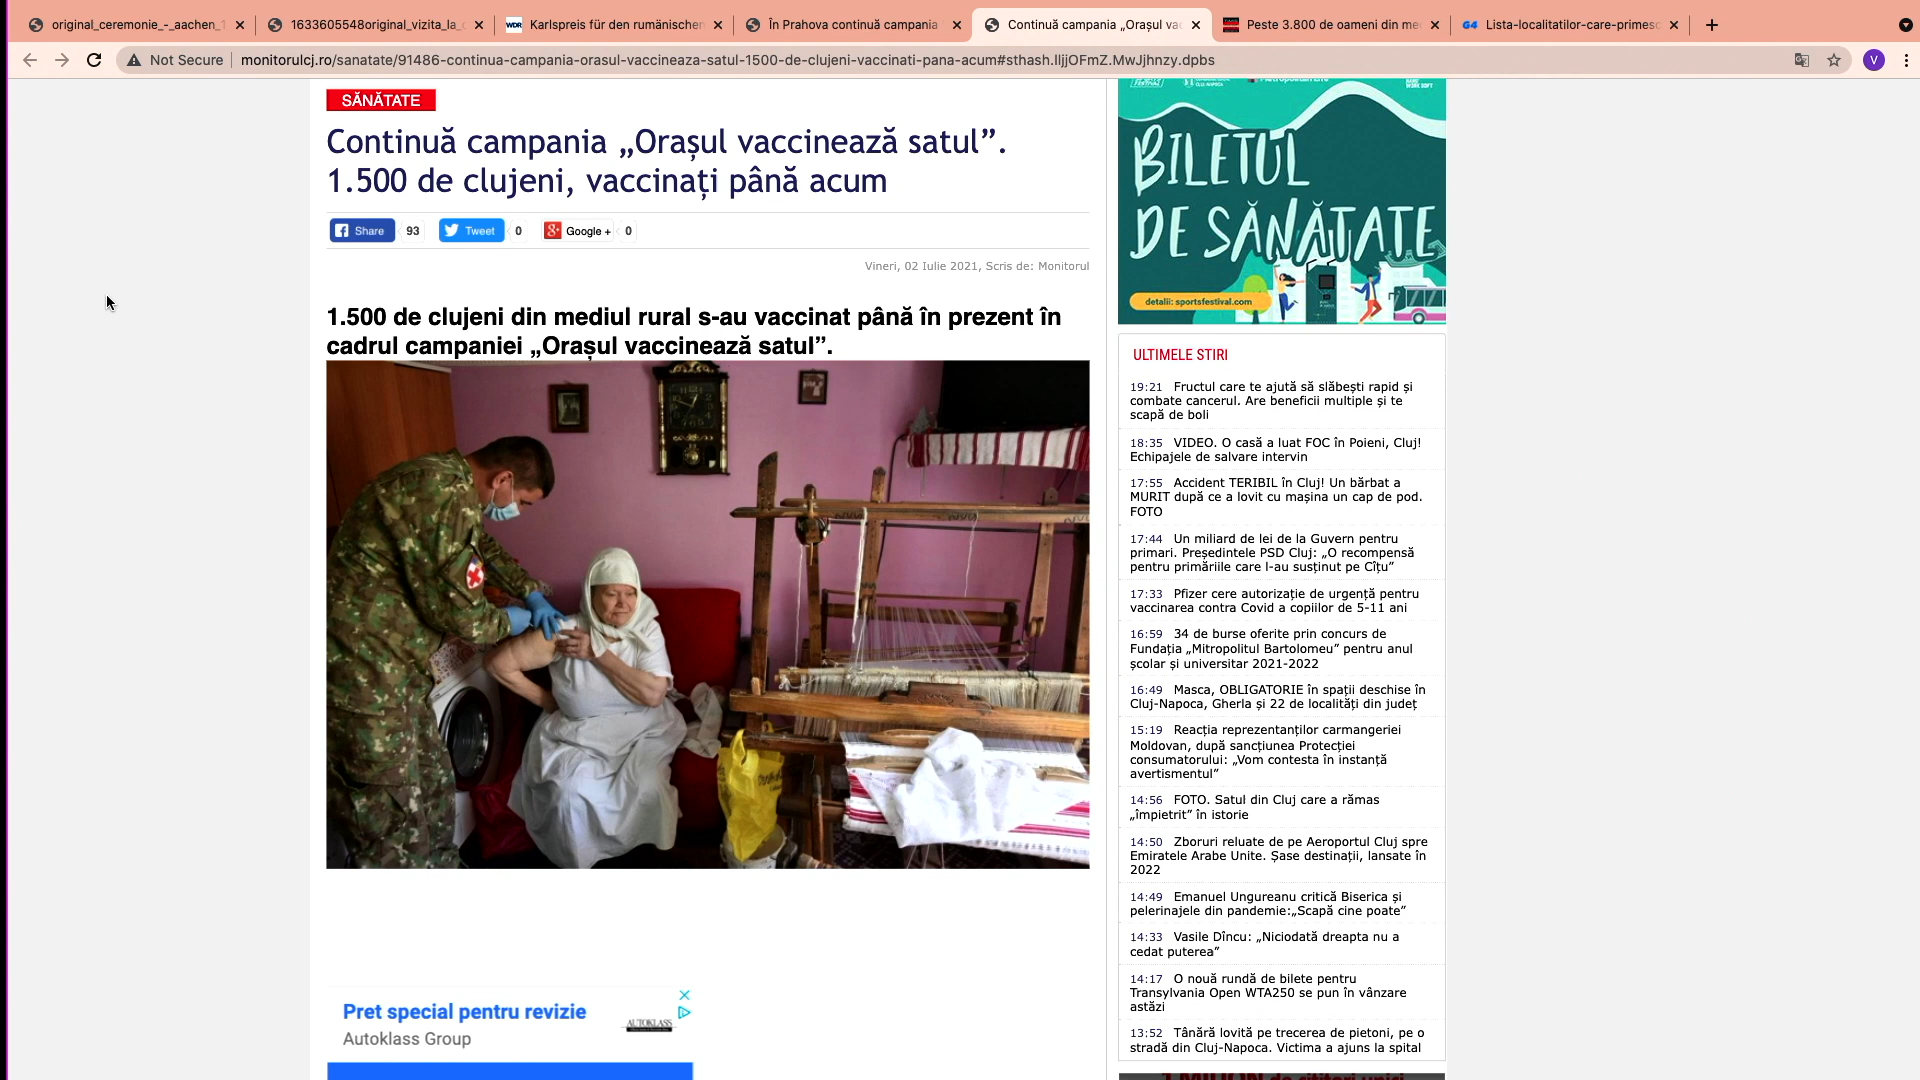 original_ceremonie_-_aachen_1
1633605548original_vizita_la_c
WDR
Karlspreis für den rumänischen
În Prahova continuă campania
Continuă campania „Orașul vac
Peste 3.800 de oameni din med
G4
Lista-localitatilor-care-primesc
Not Secure
monitorulcj.ro/sanatate/91486-continua-campania-orasul-vaccineaza-satul-1500-de-clujeni-vaccinati-pana-acum#sthash.lljjOFmZ.MwJjhnzy.dpbs
V
SĂNĂTATE
Continuă campania „Orașul vaccinează satul”.
1.500 de clujeni, vaccinați până acum
Share
93
Tweet
0
Google +
0
Vineri, 02 Iulie 2021, Scris de: Monitorul
1.500 de clujeni din mediul rural s-au vaccinat până în prezent în
cadrul campaniei „Orașul vaccinează satul”.
Pret special pentru revizie
Autoklass Group
AUTOKLASS
FESTIVAL
CLUJ-NAPOCA
BILETUL
DE SĂNĂTATE
detalii: sportsfestival.com
ULTIMELE STIRI
19:21 Fructul care te ajută să slăbești rapid și
combate cancerul. Are beneficii multiple și te
scapă de boli
18:35 VIDEO. O casă a luat FOC în Poieni, Cluj!
Echipajele de salvare intervin
17:55 Accident TERIBIL în Cluj! Un bărbat a
MURIT după ce a lovit cu mașina un cap de pod.
FOTO
17:44 Un miliard de lei de la Guvern pentru
primari. Președintele PSD Cluj: „O recompensă
pentru primăriile care l-au susținut pe Cîțu”
17:33 Pfizer cere autorizație de urgență pentru
vaccinarea contra Covid a copiilor de 5-11 ani
16:59 34 de burse oferite prin concurs de
Fundația „Mitropolitul Bartolomeu” pentru anul
școlar și universitar 2021-2022
16:49 Masca, OBLIGATORIE în spații deschise în
Cluj-Napoca, Gherla și 22 de localități din județ
15:19 Reacția reprezentanților carmangeriei
Moldovan, după sancțiunea Protecției
consumatorului: „Vom contesta în instanță
avertismentul”
14:56 FOTO. Satul din Cluj care a rămas
„împietrit” în istorie
14:50 Zboruri reluate de pe Aeroportul Cluj spre
Emiratele Arabe Unite. Șase destinații, lansate în
2022
14:49 Emanuel Ungureanu critică Biserica și
pelerinajele din pandemie:„Scapă cine poate”
14:33 Vasile Dîncu: „Niciodată dreapta nu a
cedat puterea”
14:17 O nouă rundă de bilete pentru
Transylvania Open WTA250 se pun în vânzare
astăzi
13:52 Tânără lovită pe trecerea de pietoni, pe o
stradă din Cluj-Napoca. Victima a ajuns la spital